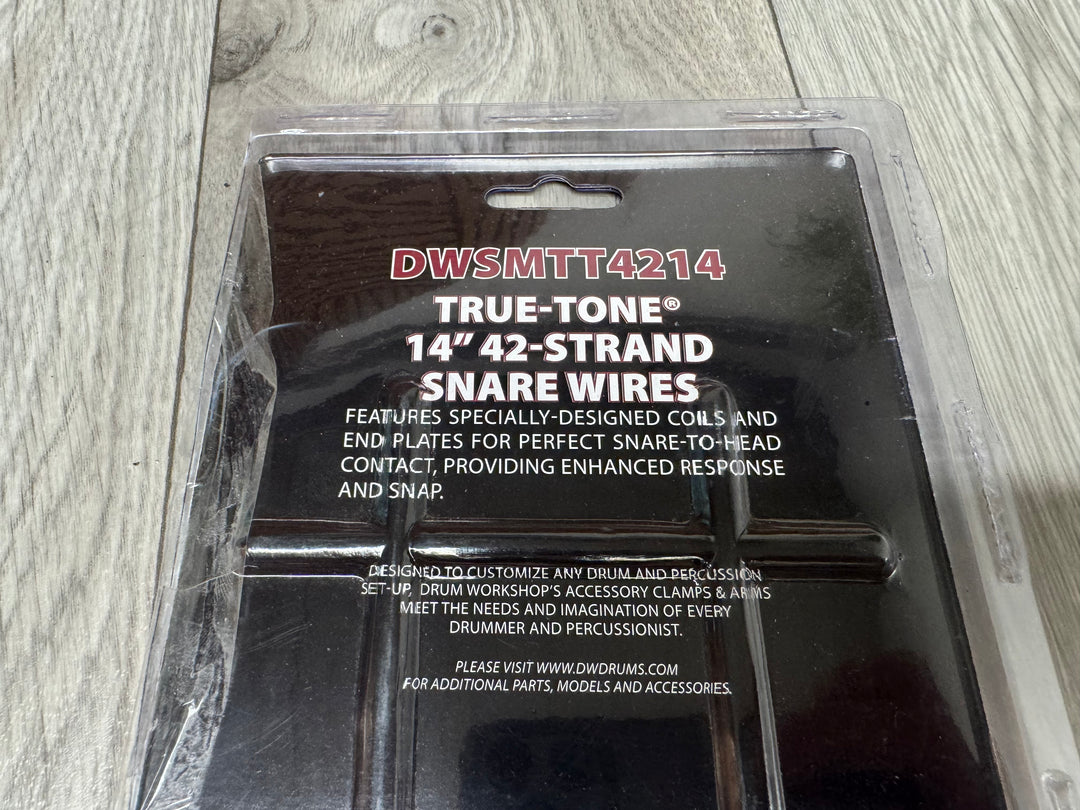 DWSMTT4214
TRUE-TONE®
14" 42-STRAND
SNARE WIRES
FEATURES SPECIALLY-DESIGNED COILS AND
END PLATES FOR PERFECT SNARE-TO-HEAD
CONTACT, PROVIDING ENHANCED RESPONSE
AND SNAP.
DESIGNED TO CUSTOMIZE ANY DRUM AND PERCUSSION
SET-UP, DRUM WORKSHOP'S ACCESSORY CLAMPS & ARMS
MEET THE NEEDS AND IMAGINATION OF EVERY
DRUMMER AND PERCUSSIONIST.
PLEASE VISIT WWW.DWDRUMS.COM
FOR ADDITIONAL PARTS, MODELS AND ACCESSORIES.